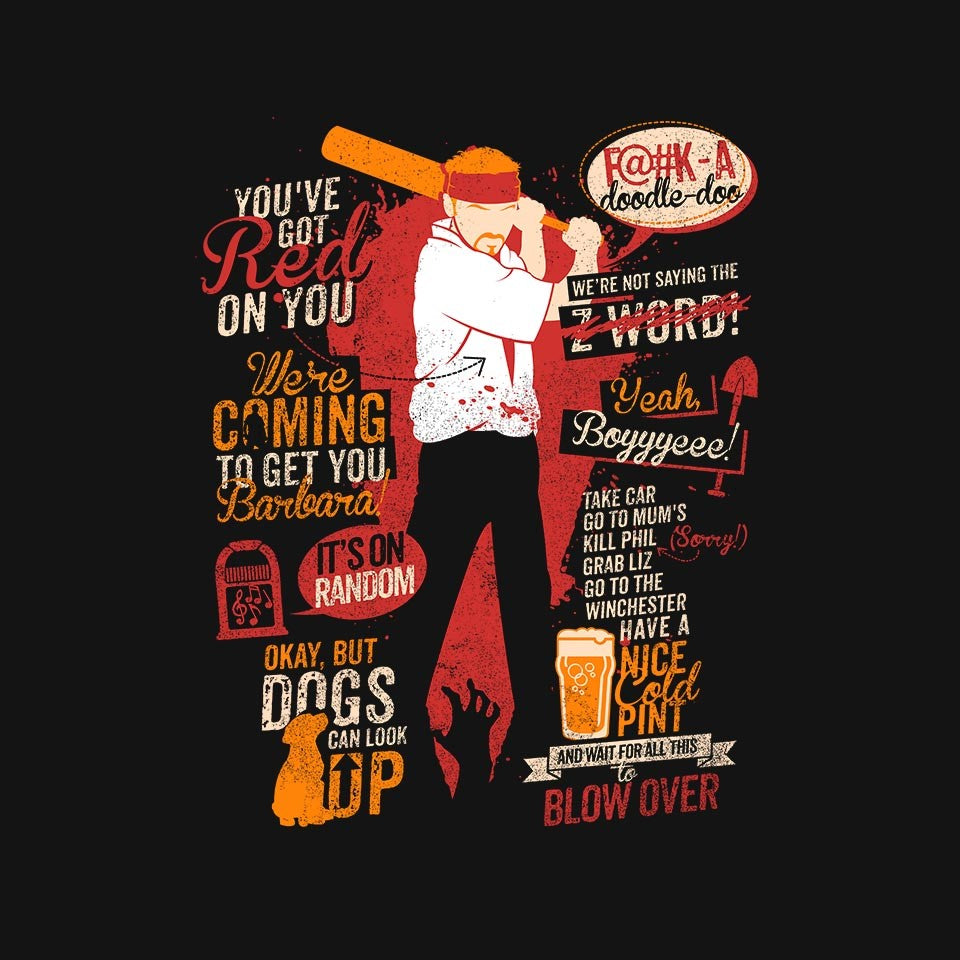 YOU'VE
GOT
Red
ON YOU
We're
COMING
TO GET YOU
Barbara!
IT'S ON
RANDOM
OKAY, BUT
DOGS
CAN LOOK
UP
F@#K-A
doodle-doo
WE'RE NOT SAYING THE
Z-WORD!
Yeah,
Boyyyeee!
TAKE CAR
GO TO MUM'S
KILL PHIL (Sorry!)
GRAB LIZ
GO TO THE
WINCHESTER
HAVE A
NICE
Cold
PINT
AND WAIT FOR ALL THIS
to
BLOW OVER